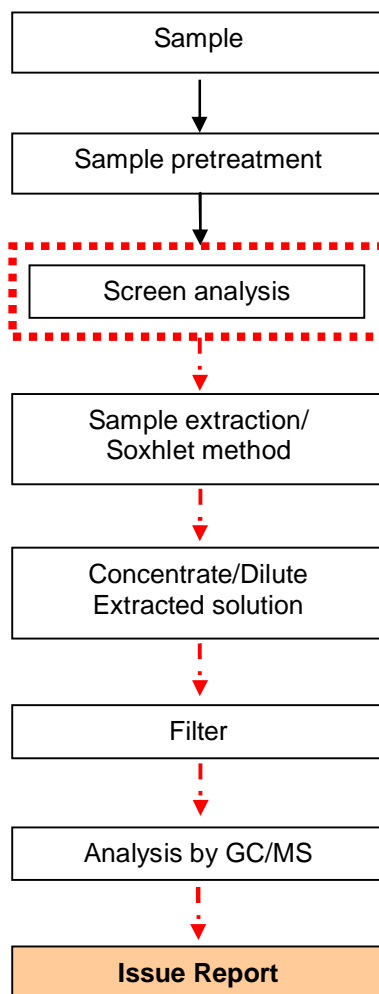 Sample
Sample pretreatment
Screen analysis
Sample extraction/
Soxhlet method
Concentrate/Dilute
Extracted solution
Filter
Analysis by GC/MS
Issue Report